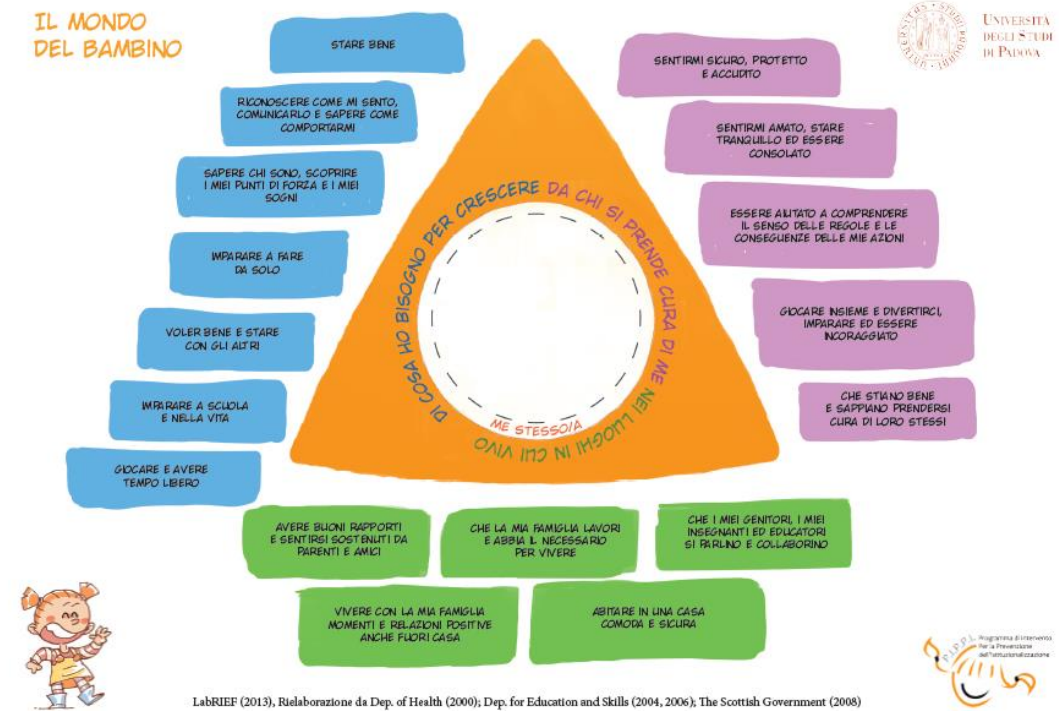 IL MONDO
DEL BAMBINO
UNIVERSITÀ
DEGLI STUDI
DI PADOVA
STARE BENE
RICONOSCERE COME MI SENTO,
COMUNICARLO E SAPERE COME
COMPORTARMI
SAPERE CHI SONO, SCOPRIRE
I MIEI PUNTI DI FORZA E I MIEI
SOGNI
IMPARARE A FARE
DA SOLO
VOLER BENE E STARE
CON GLI ALTRI
IMPARARE A SCUOLA
E NELLA VITA
GIOCARE E AVERE
TEMPO LIBERO
DI COSA HO BISOGNO PER CRESCERE
DA CHI SI PRENDE CURA DI ME
NEI LUOGHI IN CUI VIVO
ME STESSO/A
SENTIRMI SICURO, PROTETTO
E ACCUDITO
SENTIRMI AMATO, STARE
TRANQUILLO ED ESSERE
CONSOLATO
ESSERE AIUTATO A COMPRENDERE
IL SENSO DELLE REGOLE E LE
CONSEGUENZE DELLE MIE AZIONI
GIOCARE INSIEME E DIVERTIRCI,
IMPARARE ED ESSERE
INCORAGGIATO
CHE STIANO BENE
E SAPPIANO PRENDERSI
CURA DI LORO STESSI
AVERE BUONI RAPPORTI
E SENTIRSI SOSTENUTI DA
PARENTI E AMICI
CHE LA MIA FAMIGLIA LAVORI
E ABBIA IL NECESSARIO
PER VIVERE
CHE I MIEI GENITORI, I MIEI
INSEGNANTI ED EDUCATORI
SI PARLINO E COLLABORINO
VIVERE CON LA MIA FAMIGLIA
MOMENTI E RELAZIONI POSITIVE
ANCHE FUORI CASA
ABITARE IN UNA CASA
COMODA E SICURA
P.I.P.P.I.
Programma di Intervento
Per la Prevenzione
dell'Istituzionalizzazione
LabRIEF (2013), Rielaborazione da Dep. of Health (2000); Dep. for Education and Skills (2004, 2006); The Scottish Government (2008)